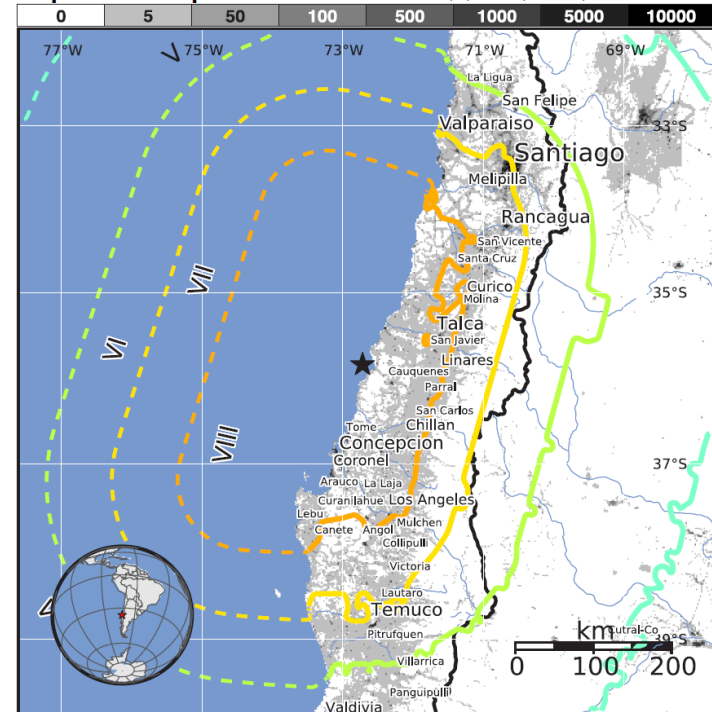 0 5 50 100 500 1000 5000 10000
77°W 75°W 73°W 71°W 69°W
V
La Ligua
San Felipe
Valparaiso
33°S
Santiago
Melipilla
Rancagua
San Vicente
Santa Cruz
VII
Curico
35°S
Molina
Talca
San Javier
VI
Linares
Cauquenes
Parral
San Carlos
Tome
Chillan
VIII
Concepcion
Coronel
37°S
Arauco
La Laja
Curanilahue
Los Angeles
Lebu
Canete
Angol
Mulchen
Collipulli
Victoria
Lautaro
V
Temuco
Pitrufquen
km
Cutral-Co
39°S
0 100 200
Villarrica
Panguipulli
Valdivia